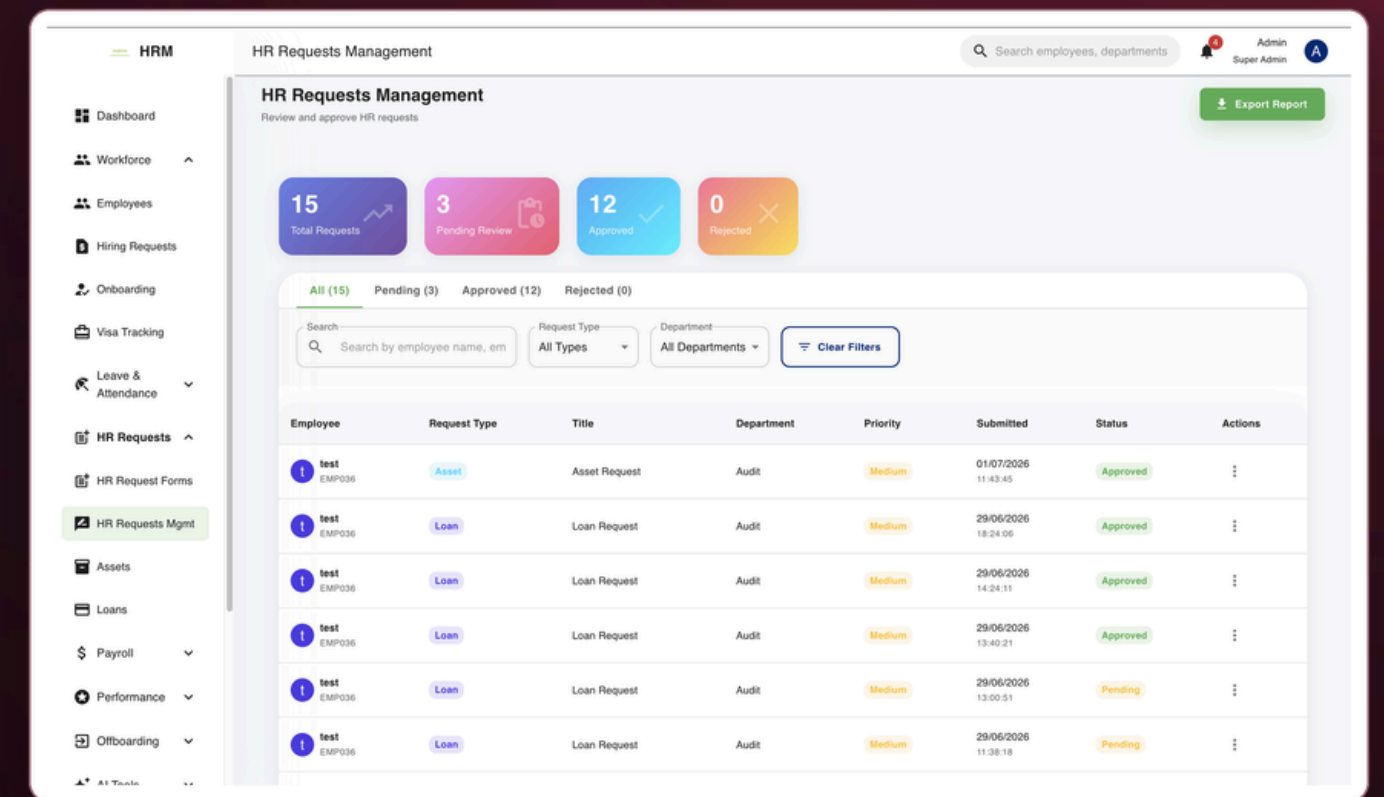 HRM
HR Requests Management
Search employees, departments
4
Admin
Super Admin
A
Dashboard
Workforce
Employees
Hiring Requests
Onboarding
Visa Tracking
Leave &
Attendance
HR Requests
HR Request Forms
HR Requests Mgmt
Assets
Loans
Payroll
Performance
Offboarding
AI Tools
HR Requests Management
Review and approve HR requests
Export Report
15
Total Requests
3
Pending Review
12
Approved
0
Rejected
All (15) Pending (3) Approved (12) Rejected (0)
Search
Search by employee name, em
Request Type
All Types
Department
All Departments
Clear Filters
Employee Request Type Title Department Priority Submitted Status Actions
t test EMP036 Asset Asset Request Audit Medium 01/07/2026 11:43:45 Approved
t test EMP036 Loan Loan Request Audit Medium 29/06/2026 18:24:06 Approved
t test EMP036 Loan Loan Request Audit Medium 29/06/2026 14:24:11 Approved
t test EMP036 Loan Loan Request Audit Medium 29/06/2026 13:40:21 Approved
t test EMP036 Loan Loan Request Audit Medium 29/06/2026 13:00:51 Pending
t test EMP036 Loan Loan Request Audit Medium 29/06/2026 11:38:18 Pending